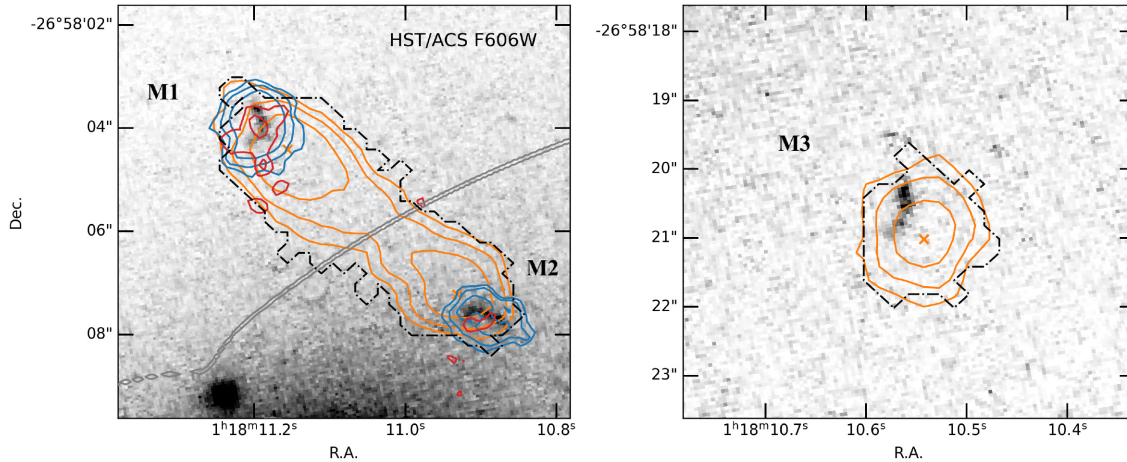 HST/ACS F606W
M1
M2
-26°58'02"
04"
06"
08"
Dec.
1ʰ18ᵐ11.2ˢ
11.0ˢ
10.8ˢ
R.A.
M3
-26°58'18"
19"
20"
21"
22"
23"
1ʰ18ᵐ10.7ˢ
10.6ˢ
10.5ˢ
10.4ˢ
R.A.